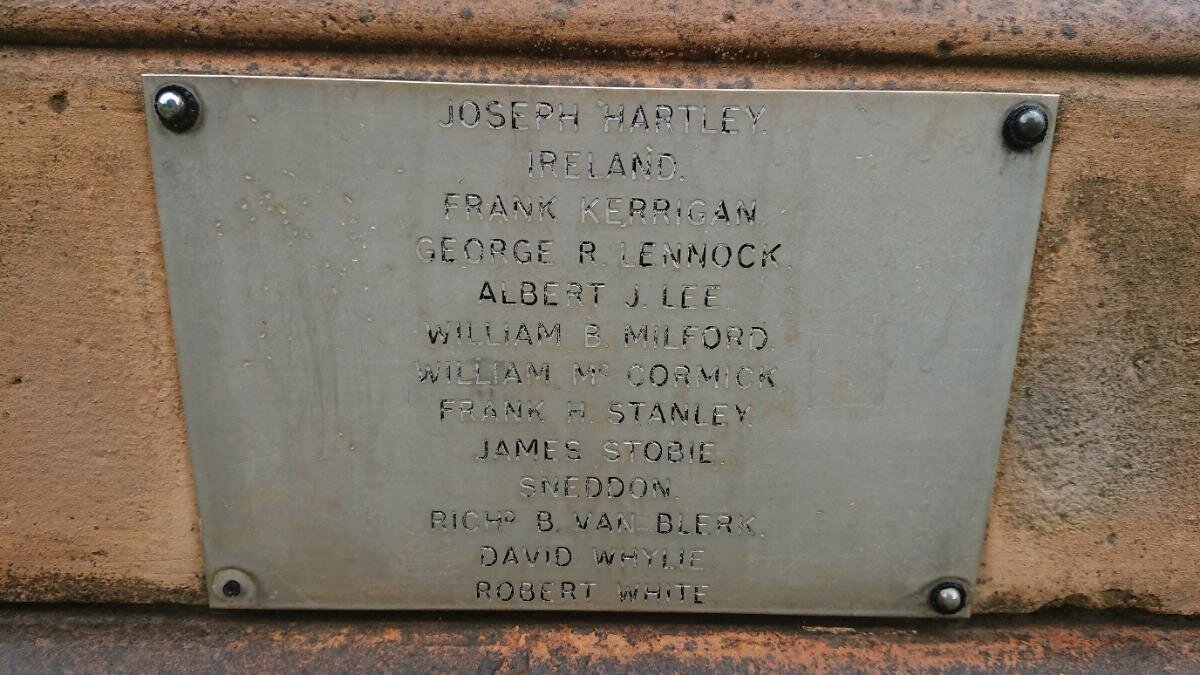 JOSEPH HARTLEY.
IRELAND.
FRANK KERRIGAN
GEORGE R. LENNOCK.
ALBERT J. LEE.
WILLIAM B. MILFORD.
WILLIAM Mc CORMICK.
FRANK H. STANLEY.
JAMES STOBIE.
SNEDDON.
RICHD B. VAN BLERK.
DAVID WHYLIE
ROBERT WHITE